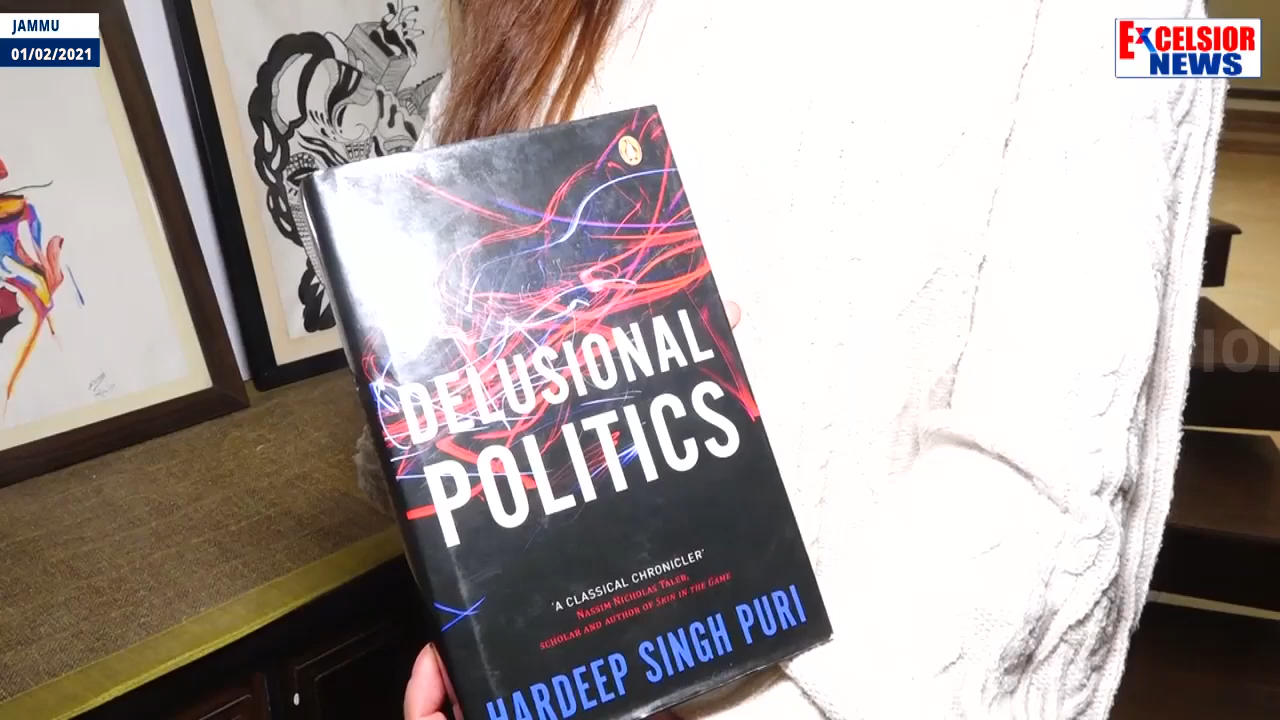 JAMMU
01/02/2021
EXCELSIOR
NEWS
DELUSIONAL
POLITICS
'A CLASSICAL CHRONICLER'
NASSIM NICHOLAS TALEB,
SCHOLAR AND AUTHOR OF SKIN IN THE GAME
HARDEEP SINGH PURI